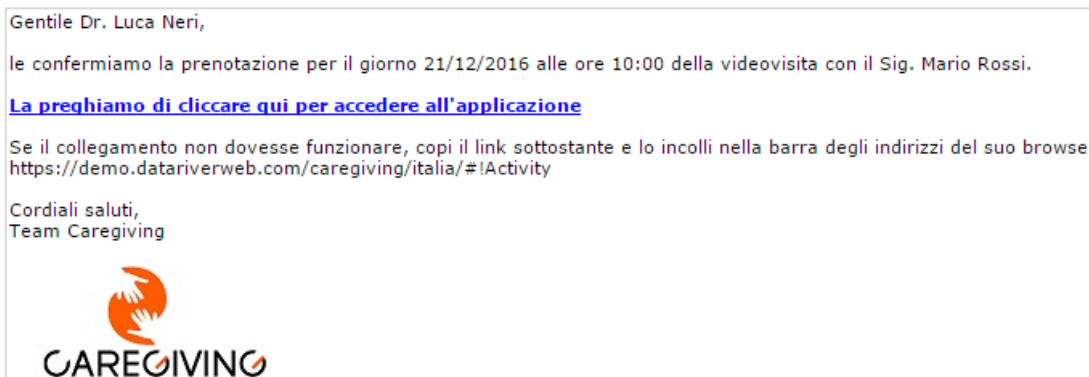 Gentile Dr. Luca Neri,
le confermiamo la prenotazione per il giorno 21/12/2016 alle ore 10:00 della videovisita con il Sig. Mario Rossi.
La preghiamo di cliccare qui per accedere all'applicazione
Se il collegamento non dovesse funzionare, copi il link sottostante e lo incolli nella barra degli indirizzi del suo browse
https://demo.datariverweb.com/caregiving/italia/#!Activity
Cordiali saluti,
Team Caregiving
CAREGIVING